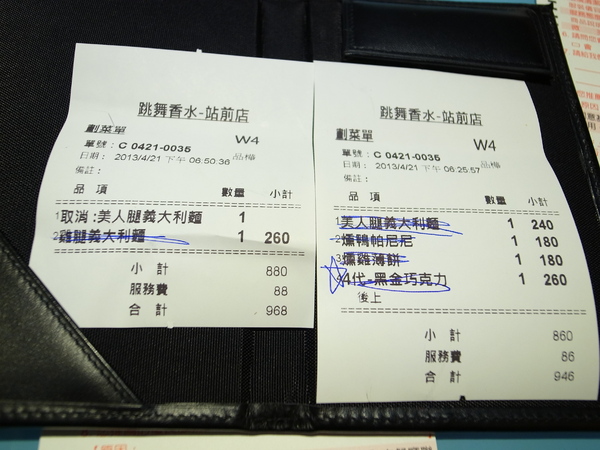 跳舞香水-站前店
劃菜單
W4
單號: C 0421-0035
日期: 2013/4/21 下午 06:50:36
品檯
備註:
品 項 數量 小計
1取消:美人腿義大利麵 1
2雞腿義大利麵 1 260
小 計 880
服務費 88
合 計 968
跳舞香水-站前店
劃菜單
W4
單號: C 0421-0035
日期: 2013/4/21 下午 06:25:57
品檯
備註:
品 項 數量 小計
1美人腿義大利麵 1 240
2燻鴨帕尼尼 1 180
3燻雞薄餅 1 180
4代-黑金巧克力 1 260
後上
小 計 860
服務費 86
合 計 946